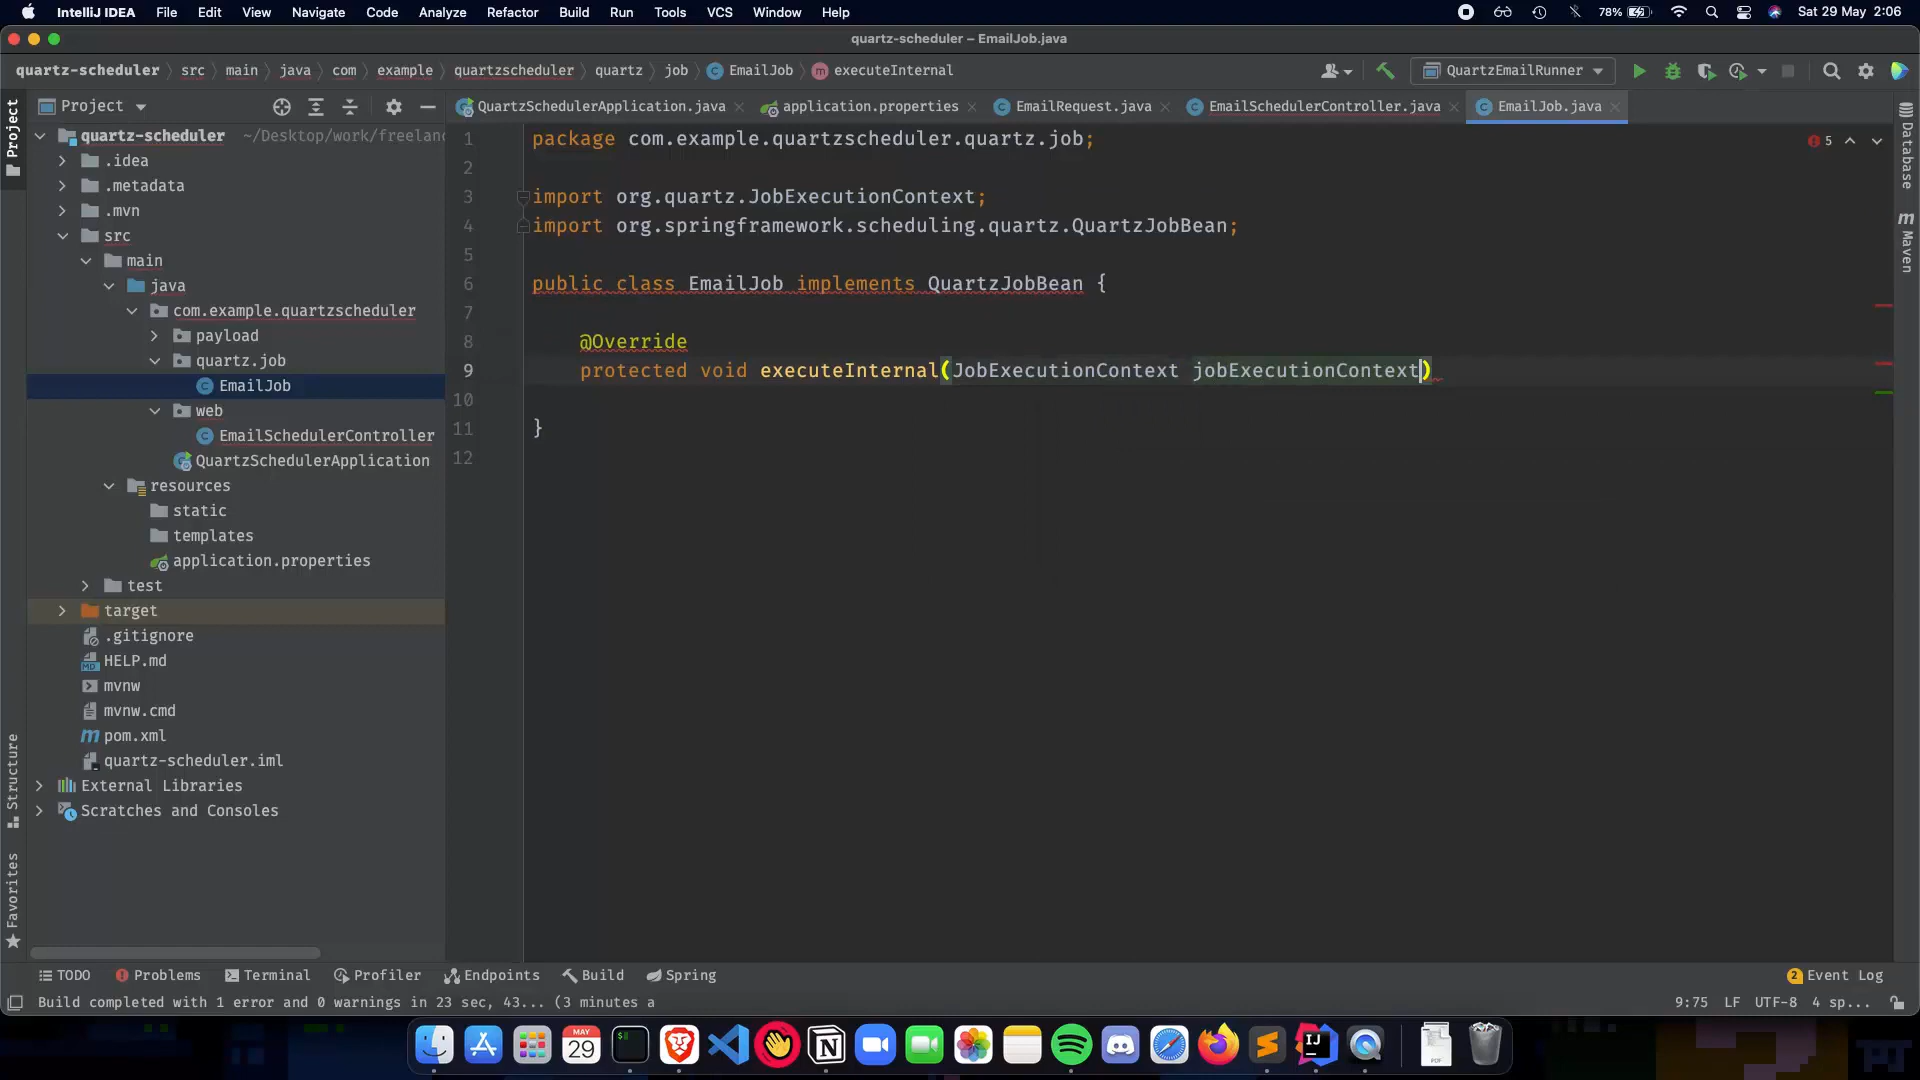 IntelliJ IDEA File Edit View Navigate Code Analyze Refactor Build Run Tools VCS Window Help 78% Sat 29 May 2:06
quartz-scheduler – EmailJob.java
quartz-scheduler src main java com example quartzscheduler quartz job EmailJob executeInternal QuartzEmailRunner
Project QuartzSchedulerApplication.java application.properties EmailRequest.java EmailSchedulerController.java EmailJob.java
Project
Structure
Favorites
quartz-scheduler ~/Desktop/work/freelanc
.idea
.metadata
.mvn
src
main
java
com.example.quartzscheduler
payload
quartz.job
EmailJob
web
EmailSchedulerController
QuartzSchedulerApplication
resources
static
templates
application.properties
test
target
.gitignore
HELP.md
mvnw
mvnw.cmd
pom.xml
quartz-scheduler.iml
External Libraries
Scratches and Consoles
1 package com.example.quartzscheduler.quartz.job;
2
3 import org.quartz.JobExecutionContext;
4 import org.springframework.scheduling.quartz.QuartzJobBean;
5
6 public class EmailJob implements QuartzJobBean {
7
8 @Override
9 protected void executeInternal(JobExecutionContext jobExecutionContext)
10
11 }
12
5
Database
Maven
TODO Problems Terminal Profiler Endpoints Build Spring 2 Event Log
Build completed with 1 error and 0 warnings in 23 sec, 43... (3 minutes a 9:75 LF UTF-8 4 sp...
MAY
29
IJ
PDF